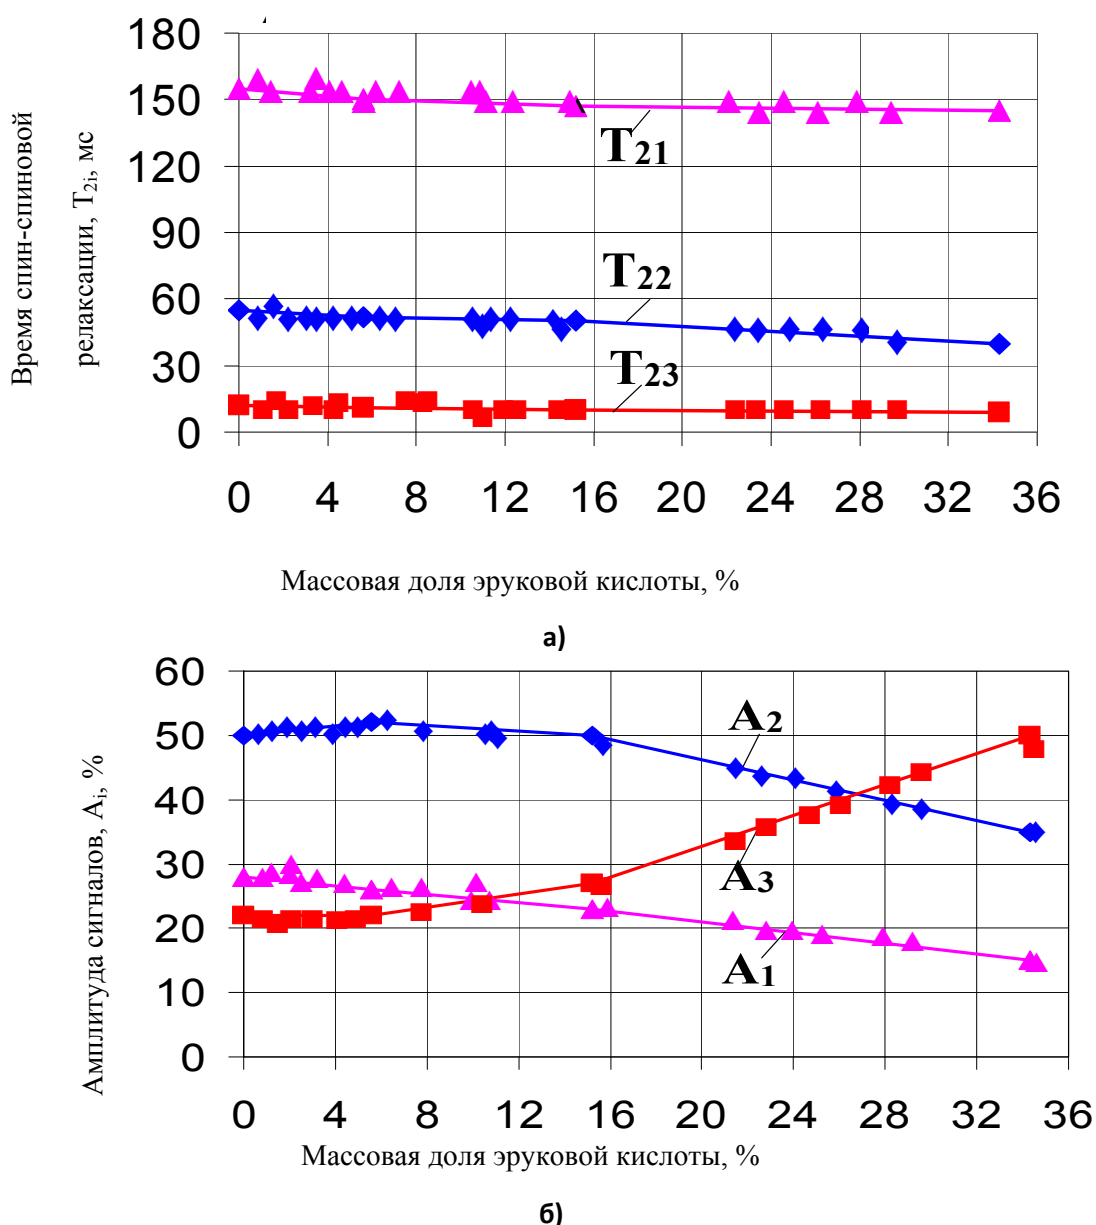 180
150
120
90
60
30
0
Время спин-спиновой
релаксации, T2i, мс
T21
T22
T23
0 4 8 12 16 20 24 28 32 36
Массовая доля эруковой кислоты, %
а)
60
50
40
30
20
10
0
Амплитуда сигналов, Ai, %
A2
A3
A1
0 4 8 12 16 20 24 28 32 36
Массовая доля эруковой кислоты, %
б)